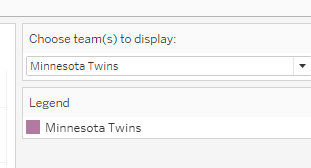 Choose team(s) to display:
Minnesota Twins
Legend
Minnesota Twins